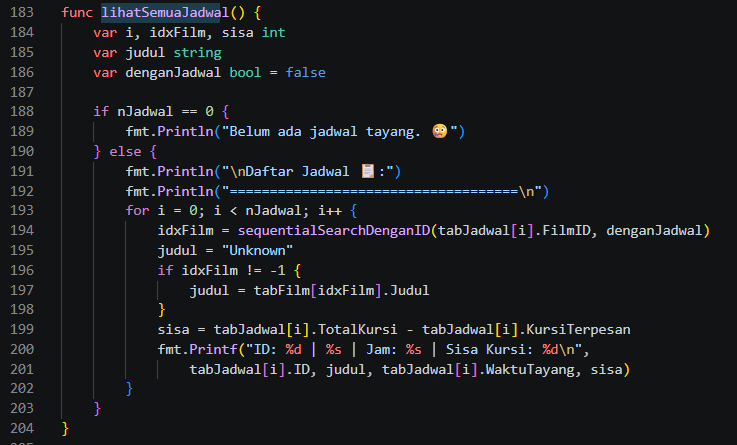 183 func lihatSemuaJadwal() {
184     var i, idxFilm, sisa int
185     var judul string
186     var denganJadwal bool = false
187
188     if nJadwal == 0 {
189         fmt.Println("Belum ada jadwal tayang. 😳")
190     } else {
191         fmt.Println("\nDaftar Jadwal 📋:")
192         fmt.Println("====================================\n")
193         for i = 0; i < nJadwal; i++ {
194             idxFilm = sequentialSearchDenganID(tabJadwal[i].FilmID, denganJadwal)
195             judul = "Unknown"
196             if idxFilm != -1 {
197                 judul = tabFilm[idxFilm].Judul
198             }
199             sisa = tabJadwal[i].TotalKursi - tabJadwal[i].KursiTerpesan
200             fmt.Printf("ID: %d | %s | Jam: %s | Sisa Kursi: %d\n",
201                 tabJadwal[i].ID, judul, tabJadwal[i].WaktuTayang, sisa)
202         }
203     }
204 }